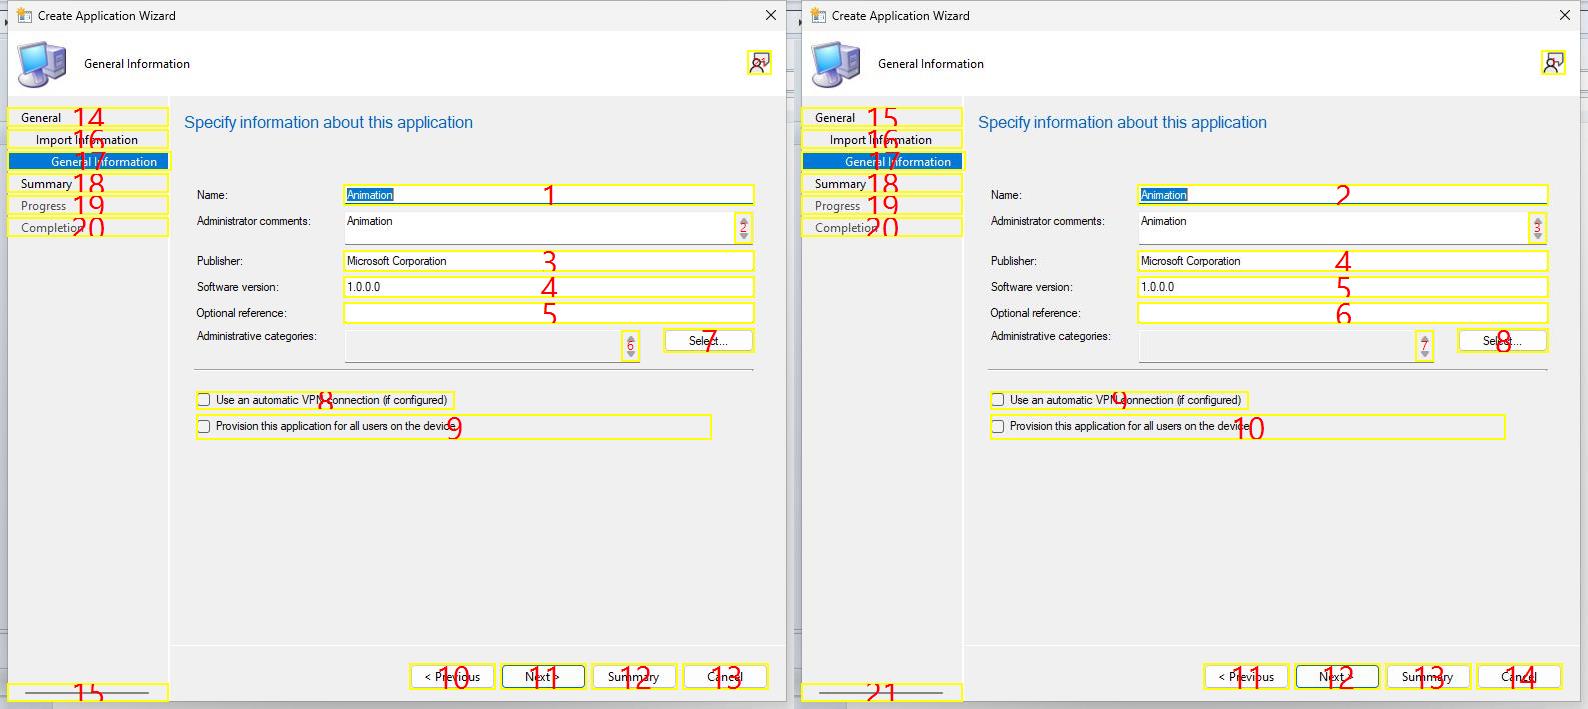 Create Application Wizard
General Information
21
General 14
Import Information 16
General Information 17
Summary 18
Progress 19
Completion 20
15
Specify information about this application
Name: Animation 1
Administrator comments: Animation 2
Publisher: Microsoft Corporation 3
Software version: 1.0.0.0 4
Optional reference: 5
Administrative categories: 6 Select... 7
Use an automatic VPN connection (if configured) 8
Provision this application for all users on the device 9
< Previous 10 Next > 11 Summary 12 Cancel 13
Create Application Wizard
General Information
General 15
Import Information 16
General Information 17
Summary 18
Progress 19
Completion 20
21
Specify information about this application
Name: Animation 2
Administrator comments: Animation 3
Publisher: Microsoft Corporation 4
Software version: 1.0.0.0 5
Optional reference: 6
Administrative categories: 7 Select... 8
Use an automatic VPN connection (if configured) 9
Provision this application for all users on the device 10
< Previous 11 Next > 12 Summary 13 Cancel 14